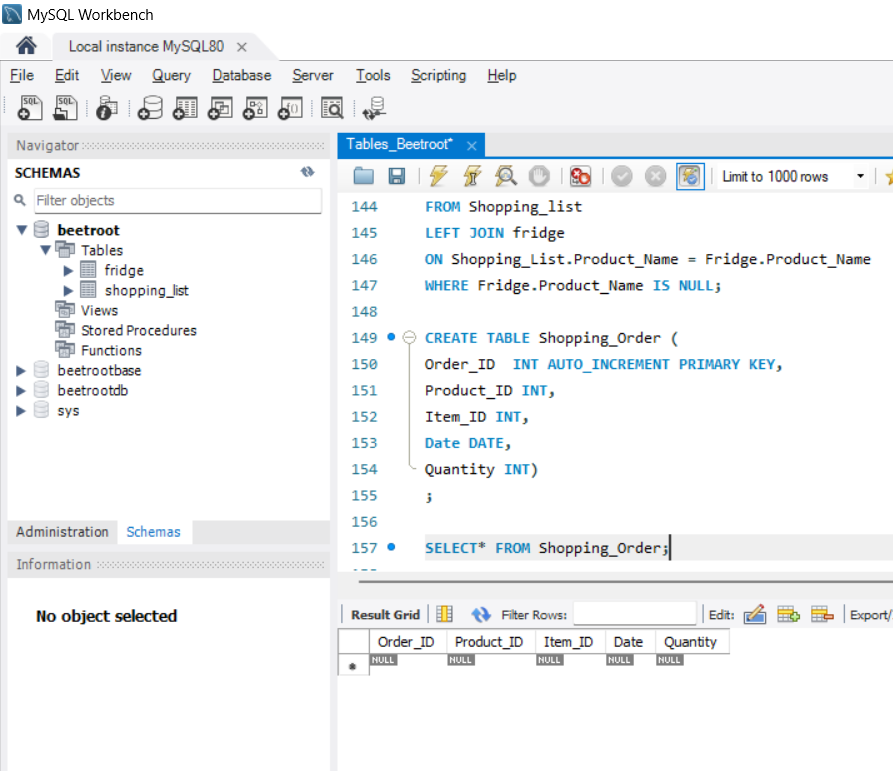 MySQL Workbench
Local instance MySQL80
File Edit View Query Database Server Tools Scripting Help
Navigator
SCHEMAS
Filter objects
beetroot
Tables
fridge
shopping_list
Views
Stored Procedures
Functions
beetrootbase
beetrootdb
sys
Administration Schemas
Information
No object selected
Tables_Beetroot*
Limit to 1000 rows
144 FROM Shopping_list
145 LEFT JOIN fridge
146 ON Shopping_List.Product_Name = Fridge.Product_Name
147 WHERE Fridge.Product_Name IS NULL;
148
149 CREATE TABLE Shopping_Order (
150 Order_ID  INT AUTO_INCREMENT PRIMARY KEY,
151 Product_ID INT,
152 Item_ID INT,
153 Date DATE,
154 Quantity INT)
155 ;
156
157 SELECT* FROM Shopping_Order;
Result Grid Filter Rows: Edit: Export/
Order_ID Product_ID Item_ID Date Quantity
NULL NULL NULL NULL NULL